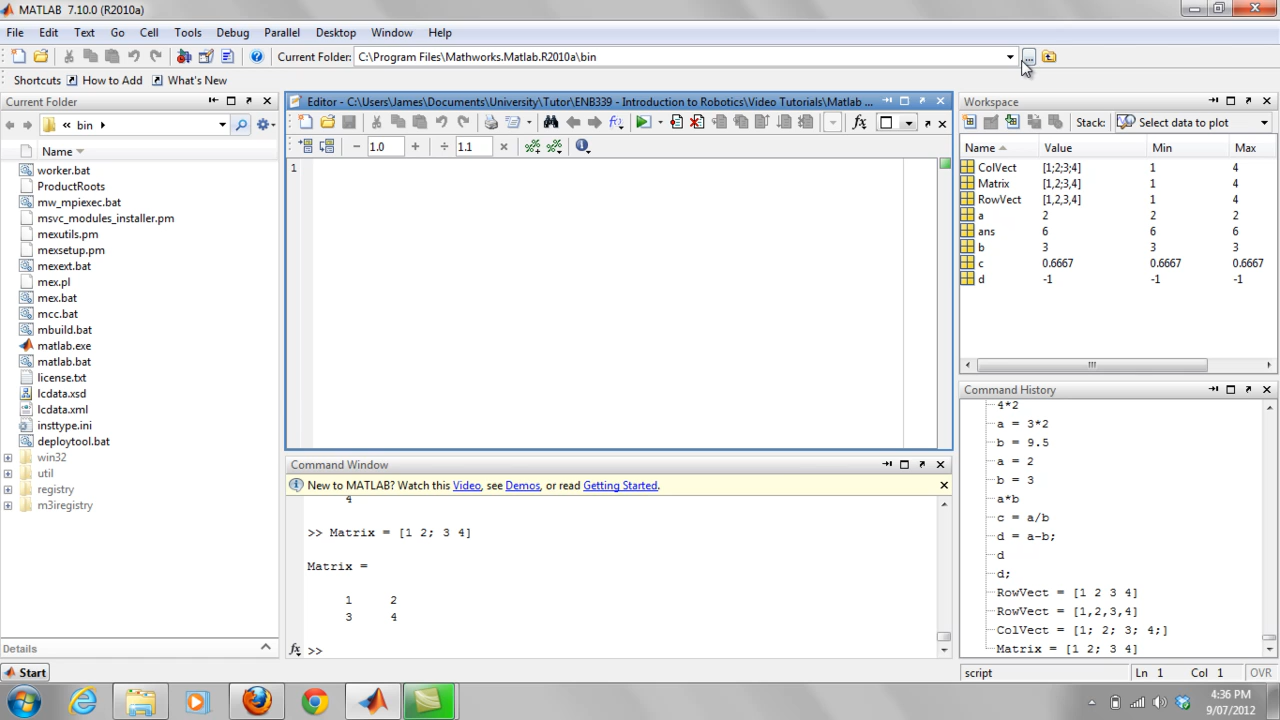 MATLAB 7.10.0 (R2010a)
File Edit Text Go Cell Tools Debug Parallel Desktop Window Help
Current Folder: C:\Program Files\Mathworks.Matlab.R2010a\bin ...
Shortcuts How to Add What's New
Current Folder
« bin
Name
worker.bat
ProductRoots
mw_mpiexec.bat
msvc_modules_installer.pm
mexutils.pm
mexsetup.pm
mexext.bat
mex.pl
mex.bat
mcc.bat
mbuild.bat
matlab.exe
matlab.bat
license.txt
lcdata.xsd
lcdata.xml
insttype.ini
deploytool.bat
win32
util
registry
m3iregistry
Details
Editor - C:\Users\James\Documents\University\Tutor\ENB339 - Introduction to Robotics\Video Tutorials\Matlab ...
− 1.0 + ÷ 1.1 ×
1
Command Window
New to MATLAB? Watch this Video, see Demos, or read Getting Started.
4
>> Matrix = [1 2; 3 4]
Matrix =
1 2
3 4
>>
Workspace
Stack: Select data to plot
Name Value Min Max
ColVect [1;2;3;4] 1 4
Matrix [1,2;3,4] 1 4
RowVect [1,2,3,4] 1 4
a 2 2 2
ans 6 6 6
b 3 3 3
c 0.6667 0.6667 0.6667
d -1 -1 -1
Command History
4*2
a = 3*2
b = 9.5
a = 2
b = 3
a*b
c = a/b
d = a-b;
d
d;
RowVect = [1 2 3 4]
RowVect = [1,2,3,4]
ColVect = [1; 2; 3; 4;]
Matrix = [1 2; 3 4]
Start
script Ln 1 Col 1 OVR
4:36 PM
9/07/2012